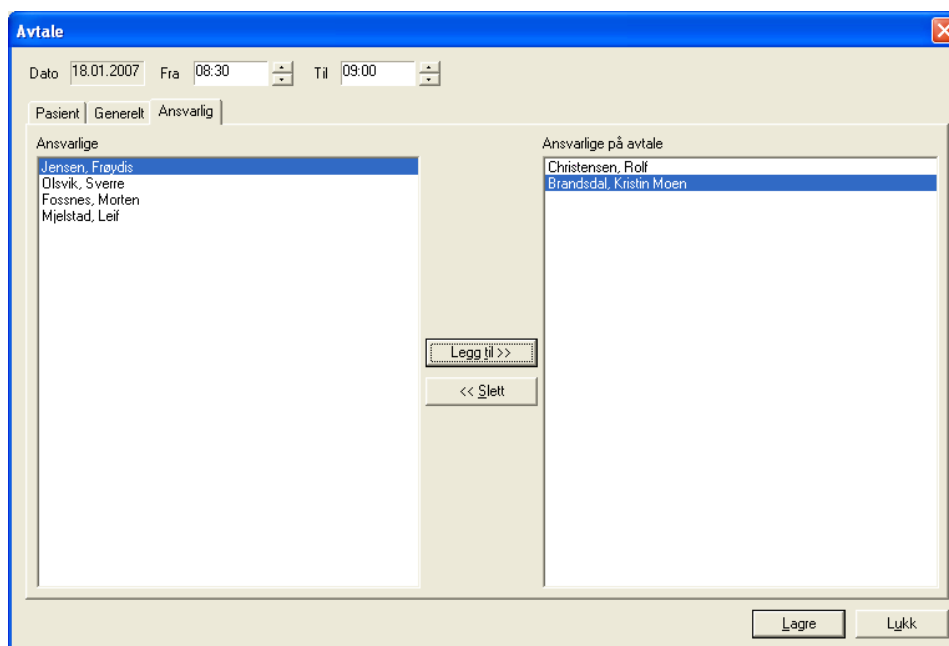 Avtale
Dato 18.01.2007 Fra 08:30 Til 09:00
Pasient Generelt Ansvarlig
Ansvarlige
Jensen, Frøydis
Olsvik, Sverre
Fossnes, Morten
Mjelstad, Leif
Legg til >>
<< Slett
Ansvarlige på avtale
Christensen, Rolf
Brandsdal, Kristin Moen
Lagre Lukk